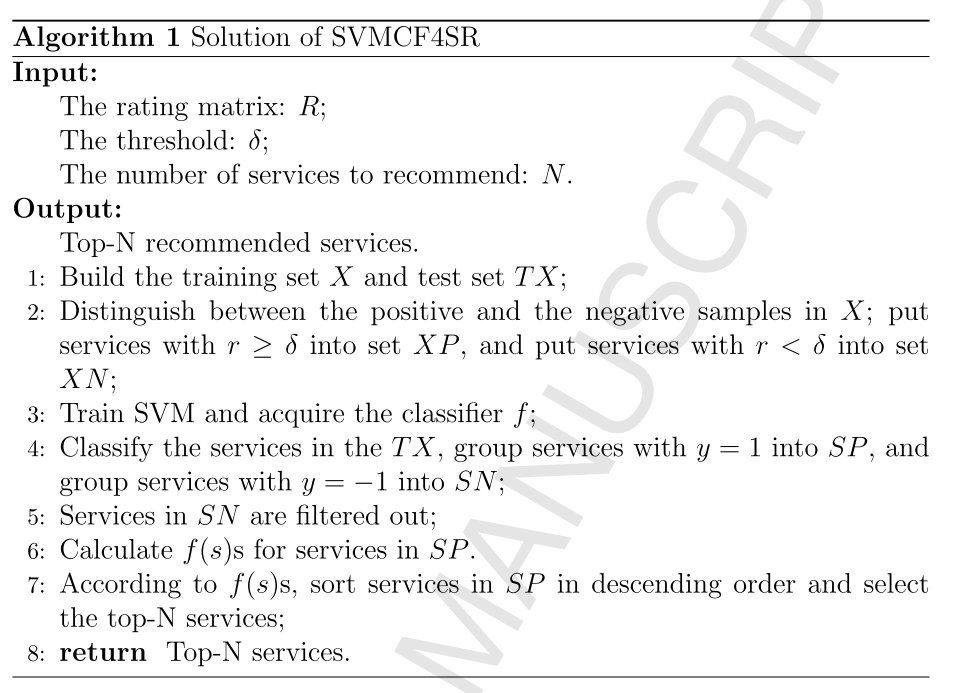 Algorithm 1 Solution of SVMCF4SR
Input:
The rating matrix: R;
The threshold: δ;
The number of services to recommend: N.
Output:
Top-N recommended services.
1: Build the training set X and test set TX;
2: Distinguish between the positive and the negative samples in X; put
services with r ≥ δ into set XP, and put services with r < δ into set
XN;
3: Train SVM and acquire the classifier f;
4: Classify the services in the TX, group services with y = 1 into SP, and
group services with y = −1 into SN;
5: Services in SN are filtered out;
6: Calculate f(s)s for services in SP.
7: According to f(s)s, sort services in SP in descending order and select
the top-N services;
8: return Top-N services.
MANUSCRIP